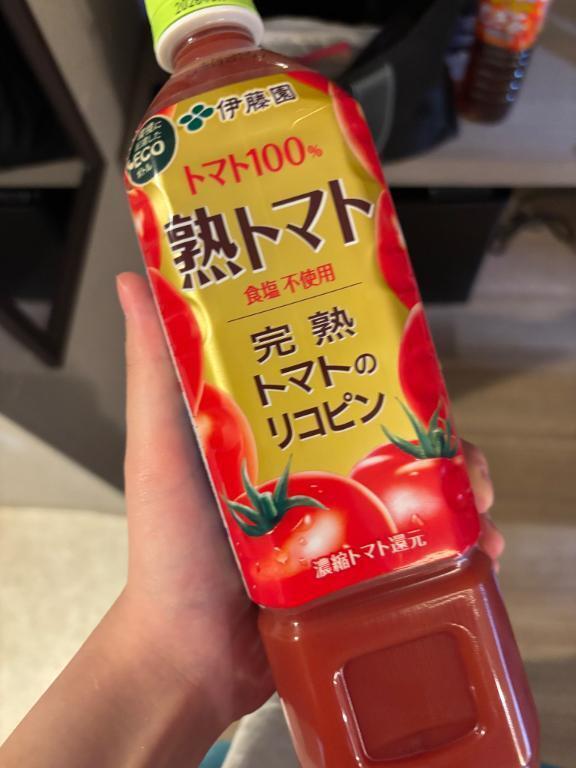 伊藤園
ECO
トマト100%
熟トマト
食塩不使用
完熟
トマトの
リコピン
濃縮トマト還元